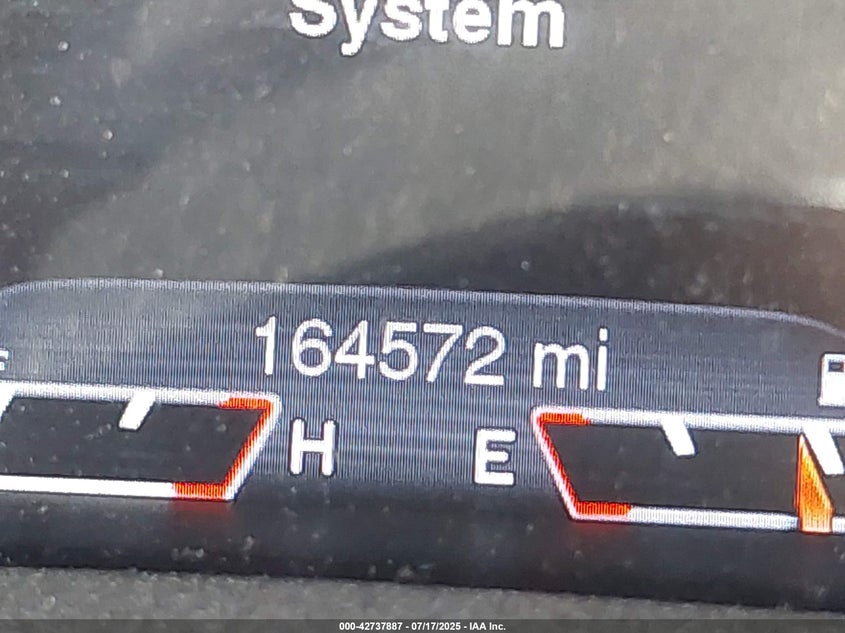 System
164572 mi
H E
000-42737887 - 07/17/2025 - IAA Inc.